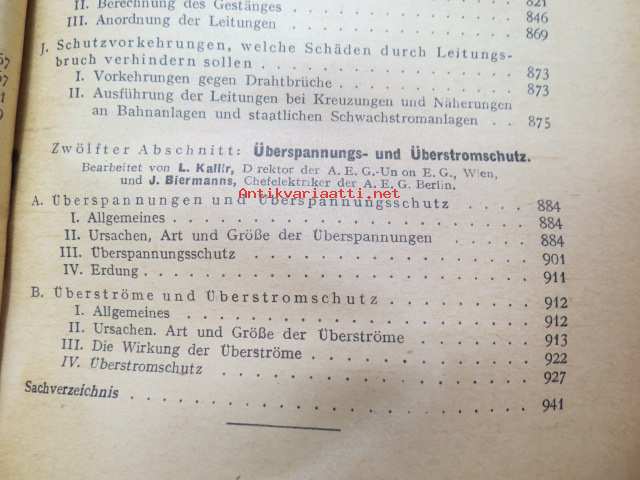 II. Berechnung des Gestänges . . . . . . . . . . . . 821
III. Anordnung der Leitungen . . . . . . . . . . . . 846
869
J. Schutzvorkehrungen, welche Schäden durch Leitungs-
bruch verhindern sollen . . . . . . . . . . . . 873
I. Vorkehrungen gegen Drahtbrüche . . . . . . . . . 873
II. Ausführung der Leitungen bei Kreuzungen und Näherungen
an Bahnanlagen und staatlichen Schwachstromanlagen . . 875
Zwölfter Abschnitt: Überspannungs- und Überstromschutz.
Bearbeitet von L. Kallir, Direktor der A. E. G.-Un on E. G., Wien,
und J. Biermanns, Chefelektriker der A. E. G. Berlin.
Antikvariaatti.net
A. Überspannungen und Überspannungsschutz . . . . . 884
I. Allgemeines . . . . . . . . . . . . . . . . 884
II. Ursachen, Art und Größe der Überspannungen . . . . . 884
III. Überspannungsschutz . . . . . . . . . . . . . 901
IV. Erdung . . . . . . . . . . . . . . . . . . 911
B. Überströme und Überstromschutz . . . . . . . . . 912
I. Allgemeines . . . . . . . . . . . . . . . . 912
II. Ursachen. Art und Größe der Überströme . . . . . . . 913
III. Die Wirkung der Überströme . . . . . . . . . . . 922
IV. Überstromschutz . . . . . . . . . . . . . . 927
Sachverzeichnis . . . . . . . . . . . . . . . . . 941